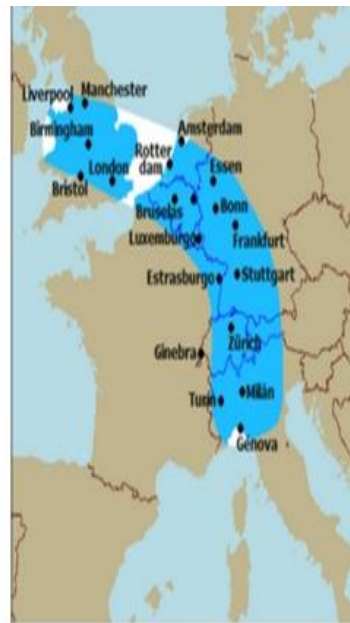 Liverpool
Manchester
Birmingham
Amsterdam
Rotter
dam
London
Essen
Bristol
Bruselas
Bonn
Luxemburgo
Frankfurt
Estrasburgo
Stuttgart
Zürich
Ginebra
Milán
Turín
Génova